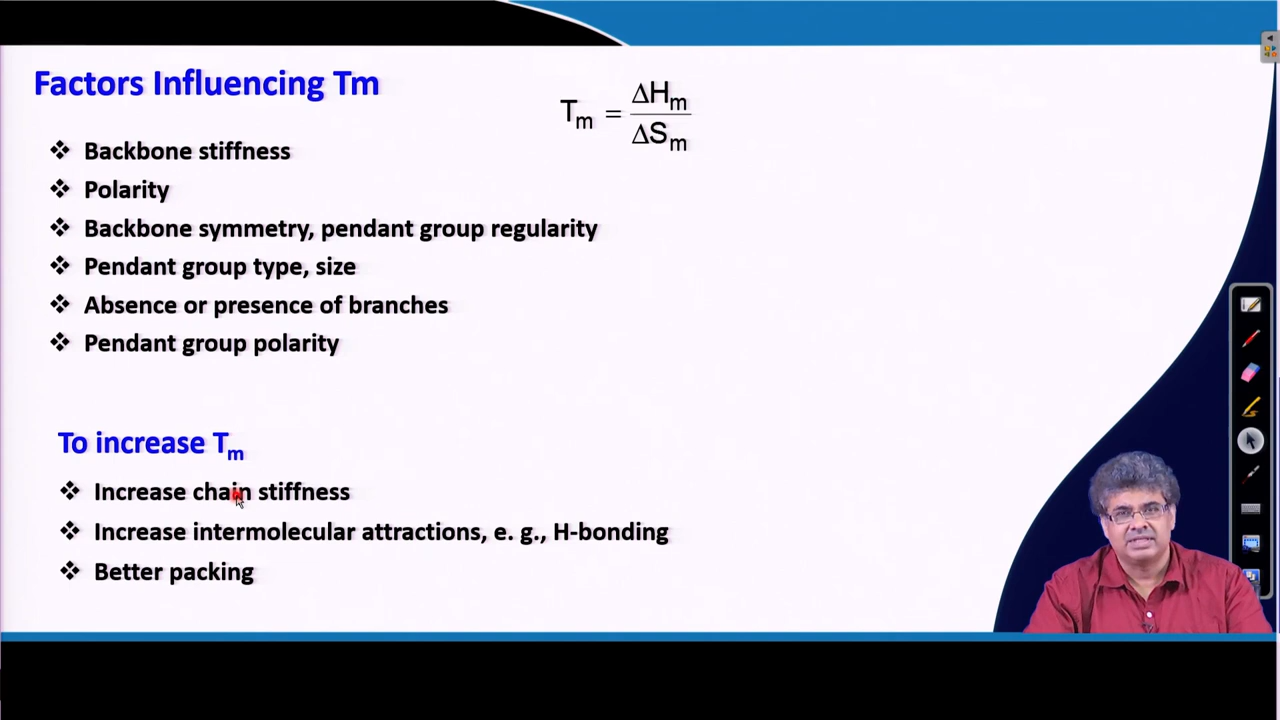 Factors Influencing Tm
Tm = ΔHm / ΔSm
❖ Backbone stiffness
❖ Polarity
❖ Backbone symmetry, pendant group regularity
❖ Pendant group type, size
❖ Absence or presence of branches
❖ Pendant group polarity
To increase Tm
❖ Increase chain stiffness
❖ Increase intermolecular attractions, e. g., H-bonding
❖ Better packing